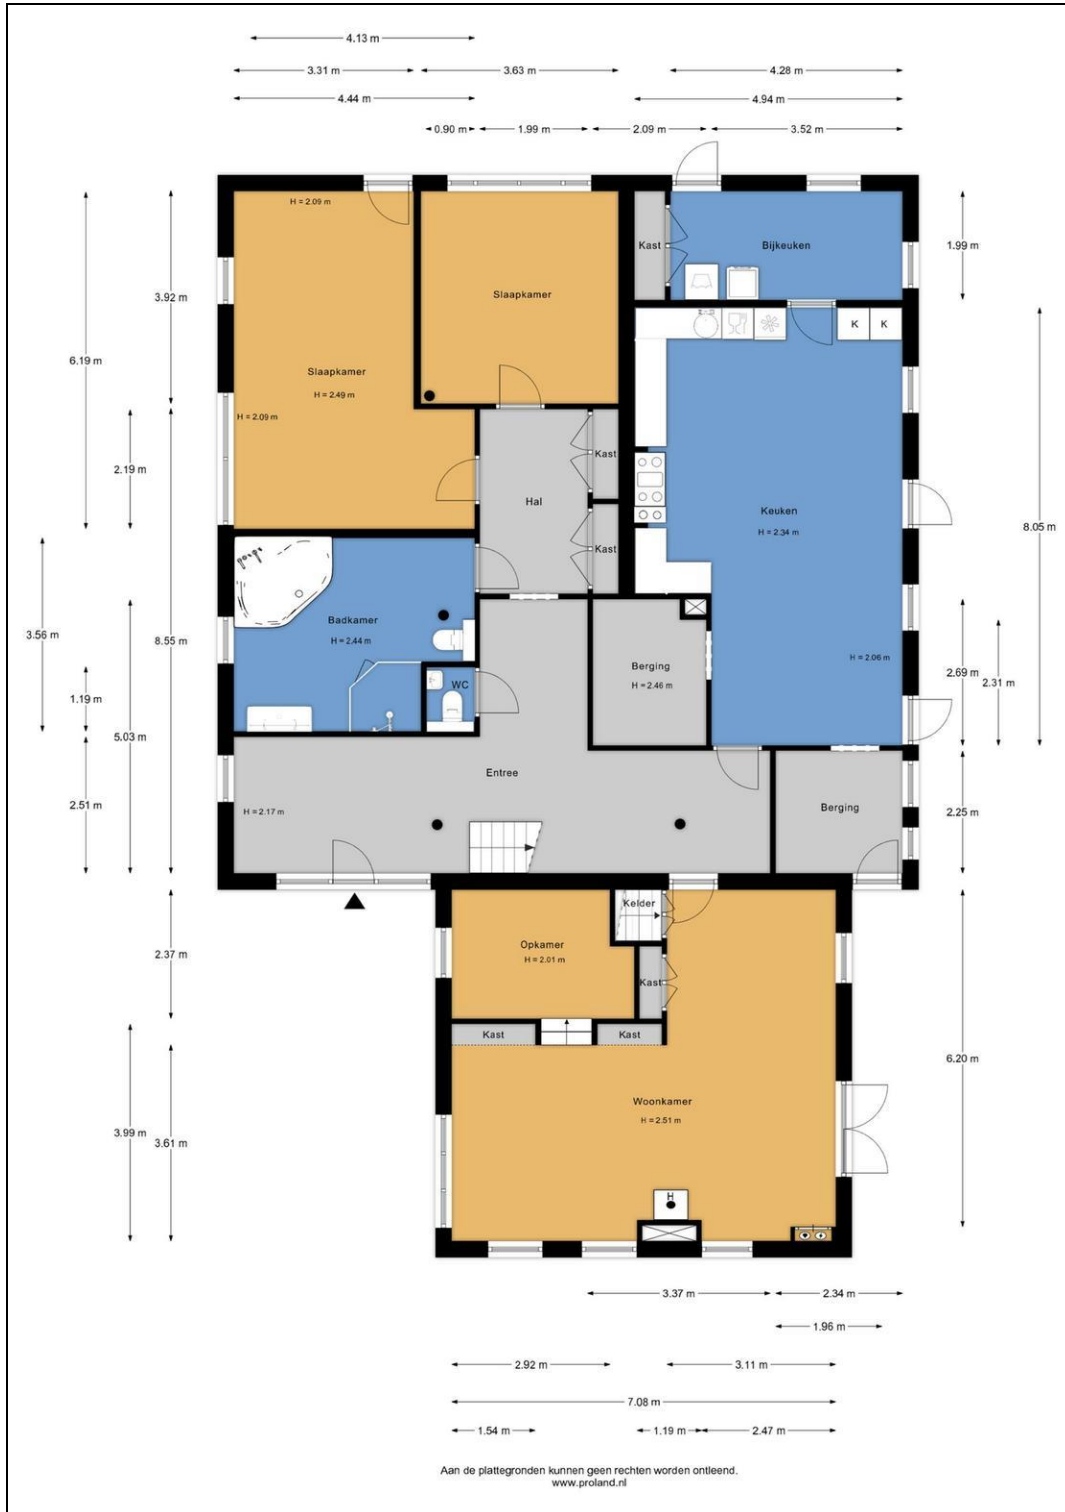 4.13 m
3.31 m
3.63 m
4.28 m
4.44 m
4.94 m
0.90 m
1.99 m
2.09 m
3.52 m
H = 2.09 m
Kast
Bijkeuken
1.99 m
3.92 m
Slaapkamer
K
K
6.19 m
Slaapkamer
H = 2.49 m
H = 2.09 m
2.19 m
Kast
Hal
Keuken
H = 2.34 m
8.05 m
Kast
3.56 m
8.55 m
Badkamer
H = 2.44 m
Berging
H = 2.46 m
H = 2.06 m
2.69 m
2.31 m
WC
1.19 m
5.03 m
2.51 m
Entree
H = 2.17 m
Berging
2.25 m
Kelder
2.37 m
Opkamer
H = 2.01 m
Kast
Kast
Kast
6.20 m
Woonkamer
H = 2.51 m
3.99 m
3.61 m
H
3.37 m
2.34 m
1.96 m
2.92 m
3.11 m
7.08 m
1.54 m
1.19 m
2.47 m
Aan de plattegronden kunnen geen rechten worden ontleend.
www.proland.nl